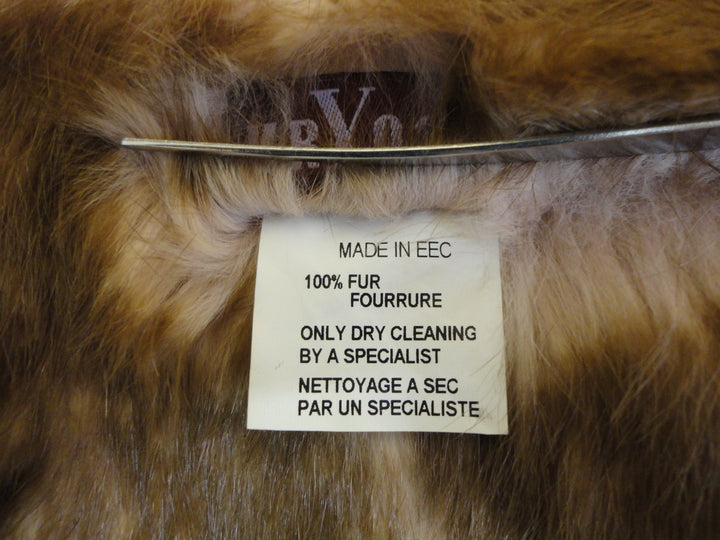 MADE IN EEC
100% FUR
FOURRURE
ONLY DRY CLEANING
BY A SPECIALIST
NETTOYAGE A SEC
PAR UN SPECIALISTE